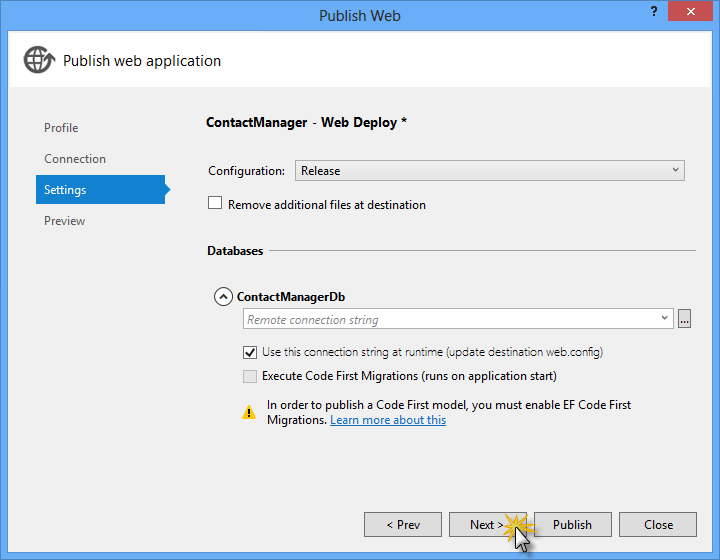 Publish Web
?
Publish web application
Profile
Connection
Settings
Preview
ContactManager - Web Deploy *
Configuration: Release
Remove additional files at destination
Databases
ContactManagerDb
Remote connection string
...
Use this connection string at runtime (update destination web.config)
Execute Code First Migrations (runs on application start)
In order to publish a Code First model, you must enable EF Code First
Migrations. Learn more about this
< Prev
Next >
Publish
Close